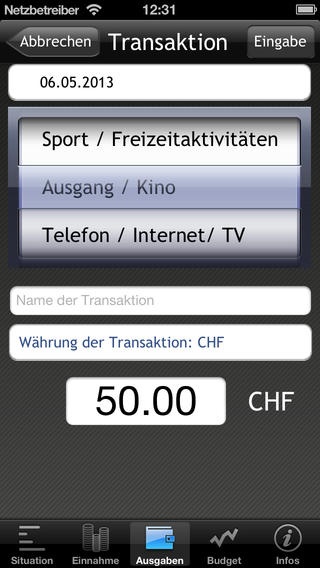 Netzbetreiber 12:31
Abbrechen Transaktion Eingabe
06.05.2013
Sport / Freizeitaktivitäten
Ausgang / Kino
Telefon / Internet/ TV
Name der Transaktion
Währung der Transaktion: CHF
50.00 CHF
Situation Einnahme Ausgaben Budget Infos